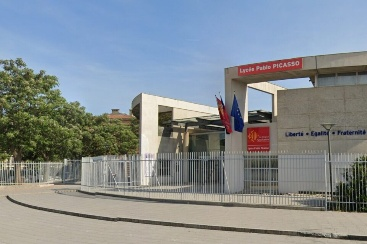 Lycée Pablo PICASSO
Liberté • Egalité • Fraternité